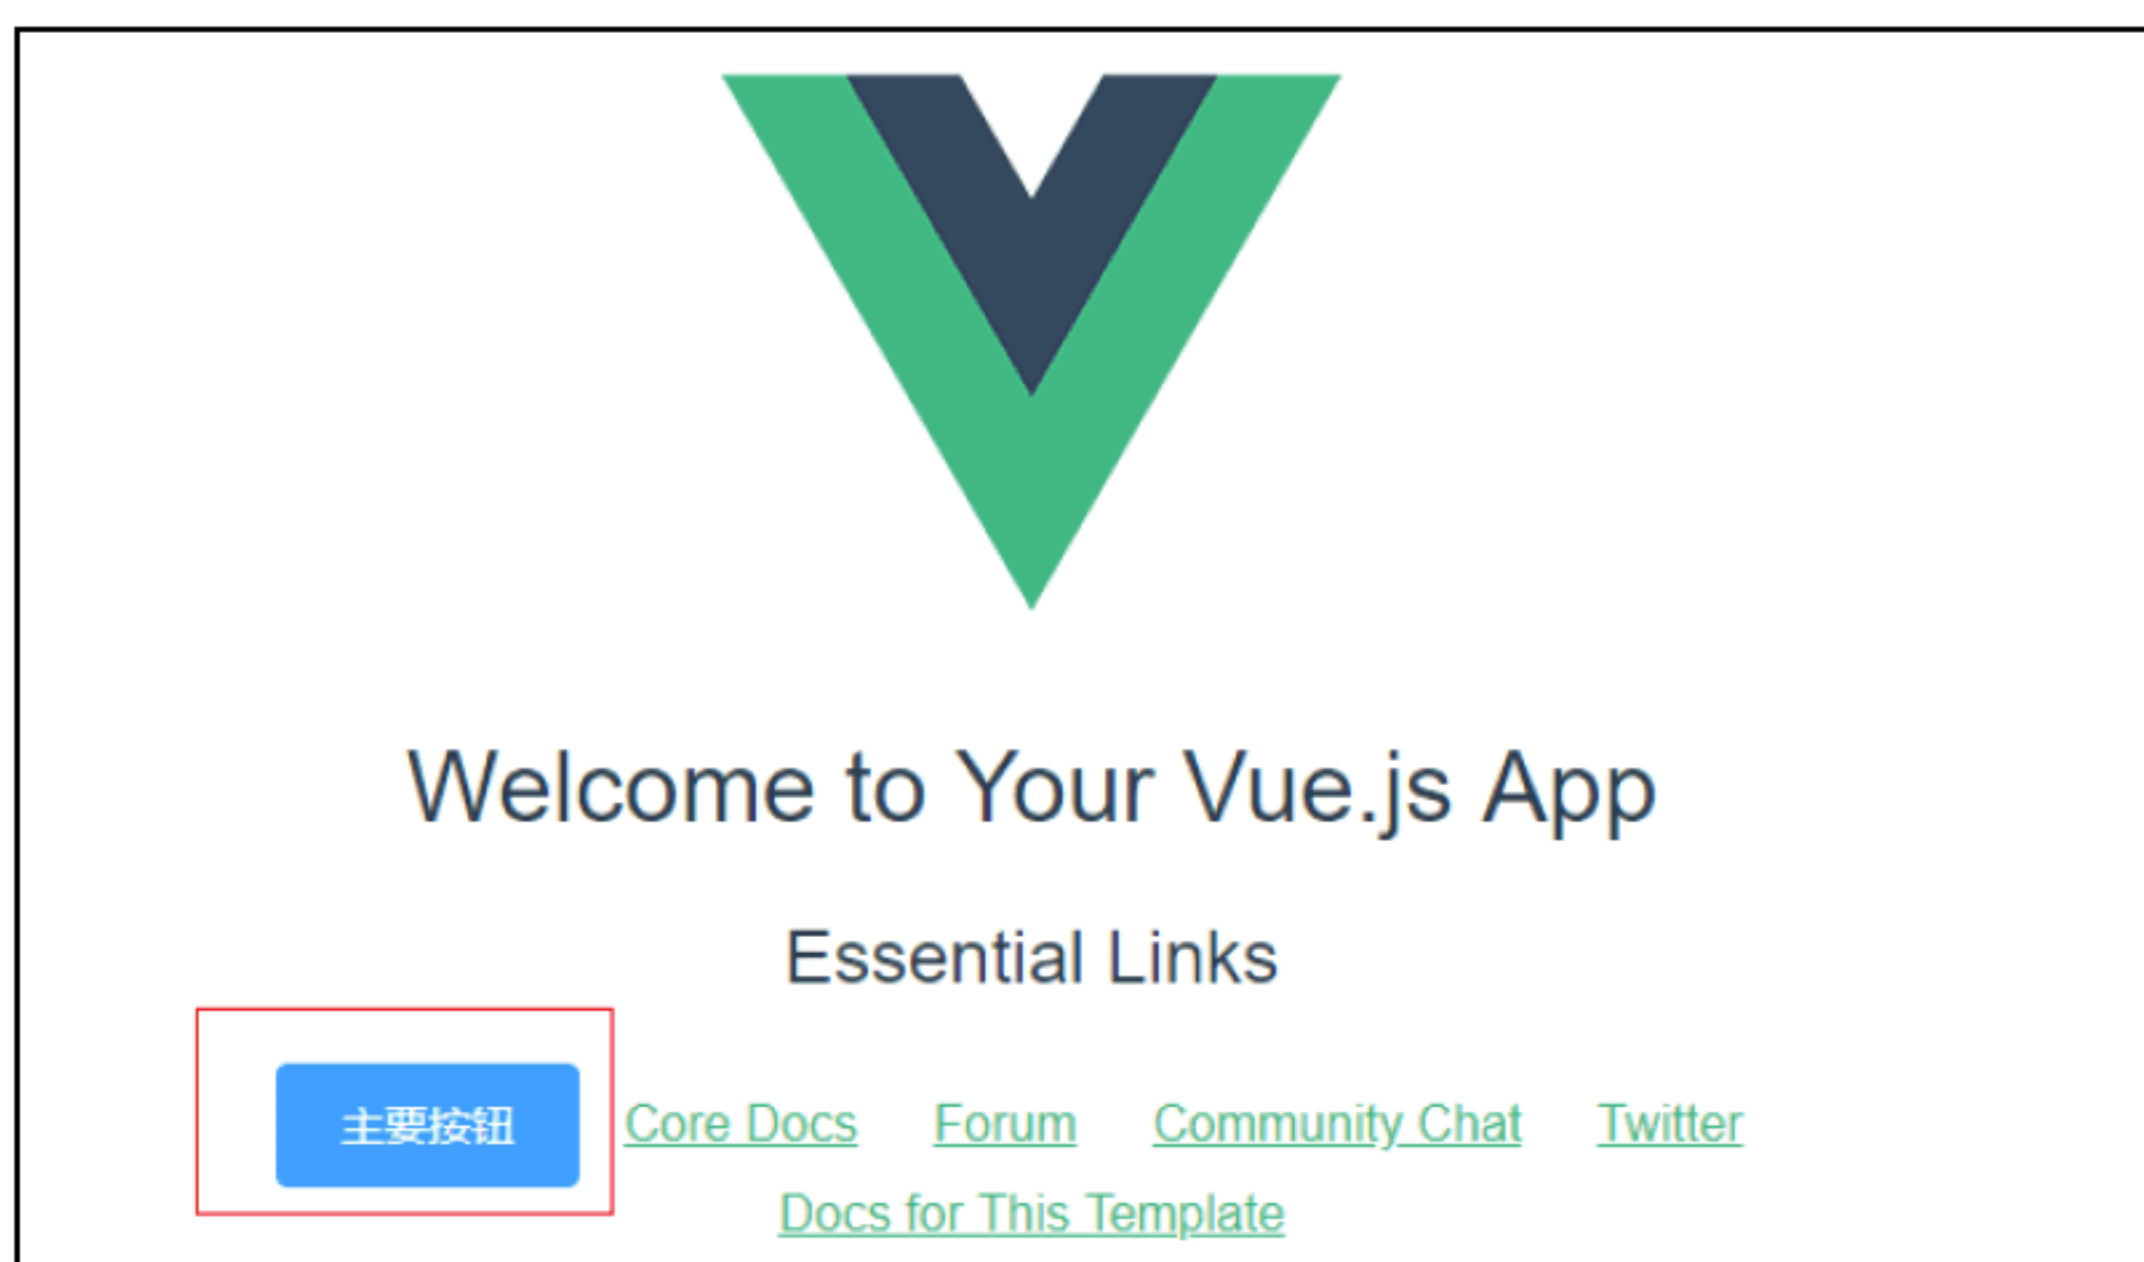 Welcome to Your Vue.js App
Essential Links
主要按钮 Core Docs Forum Community Chat Twitter
Docs for This Template